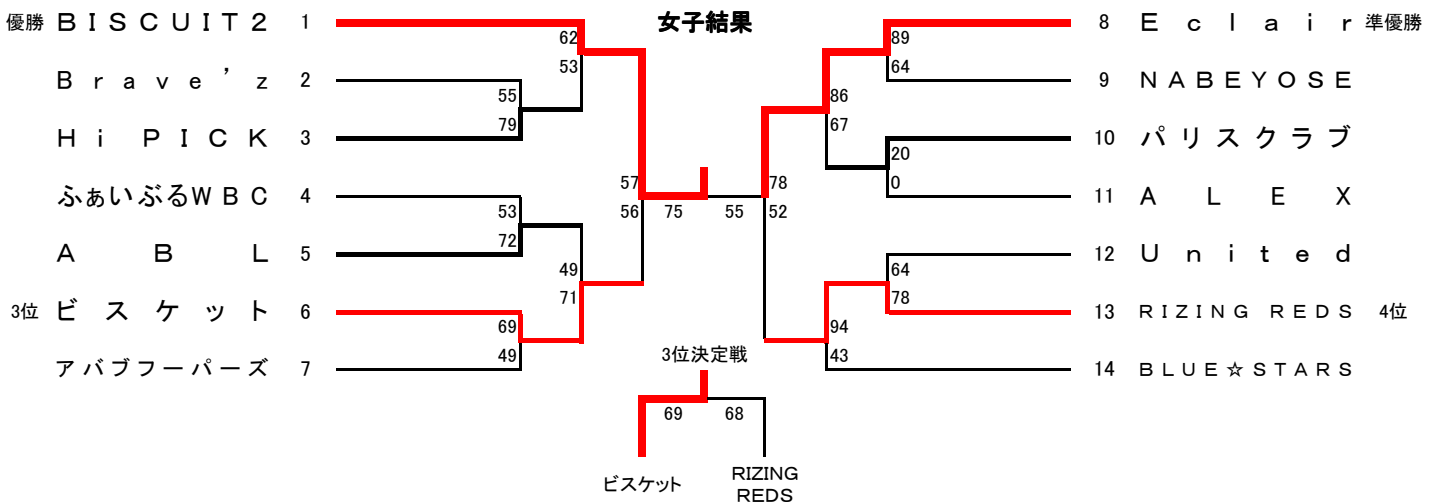 女子結果
優勝 BISCUIT2 1
Brave'z 2
Hi PICK 3
ふぁいぶるWBC 4
ABL 5
3位 ビスケット 6
アバブフーパーズ 7
62
53
55
79
53
72
49
71
69
49
57
56
75
55
78
52
89
64
86
67
20
0
64
78
94
43
8 Eclair 準優勝
9 NABEYOSE
10 パリスクラブ
11 ALEX
12 United
13 RIZING REDS 4位
14 BLUE☆STARS
3位決定戦
69
68
ビスケット
RIZING
REDS